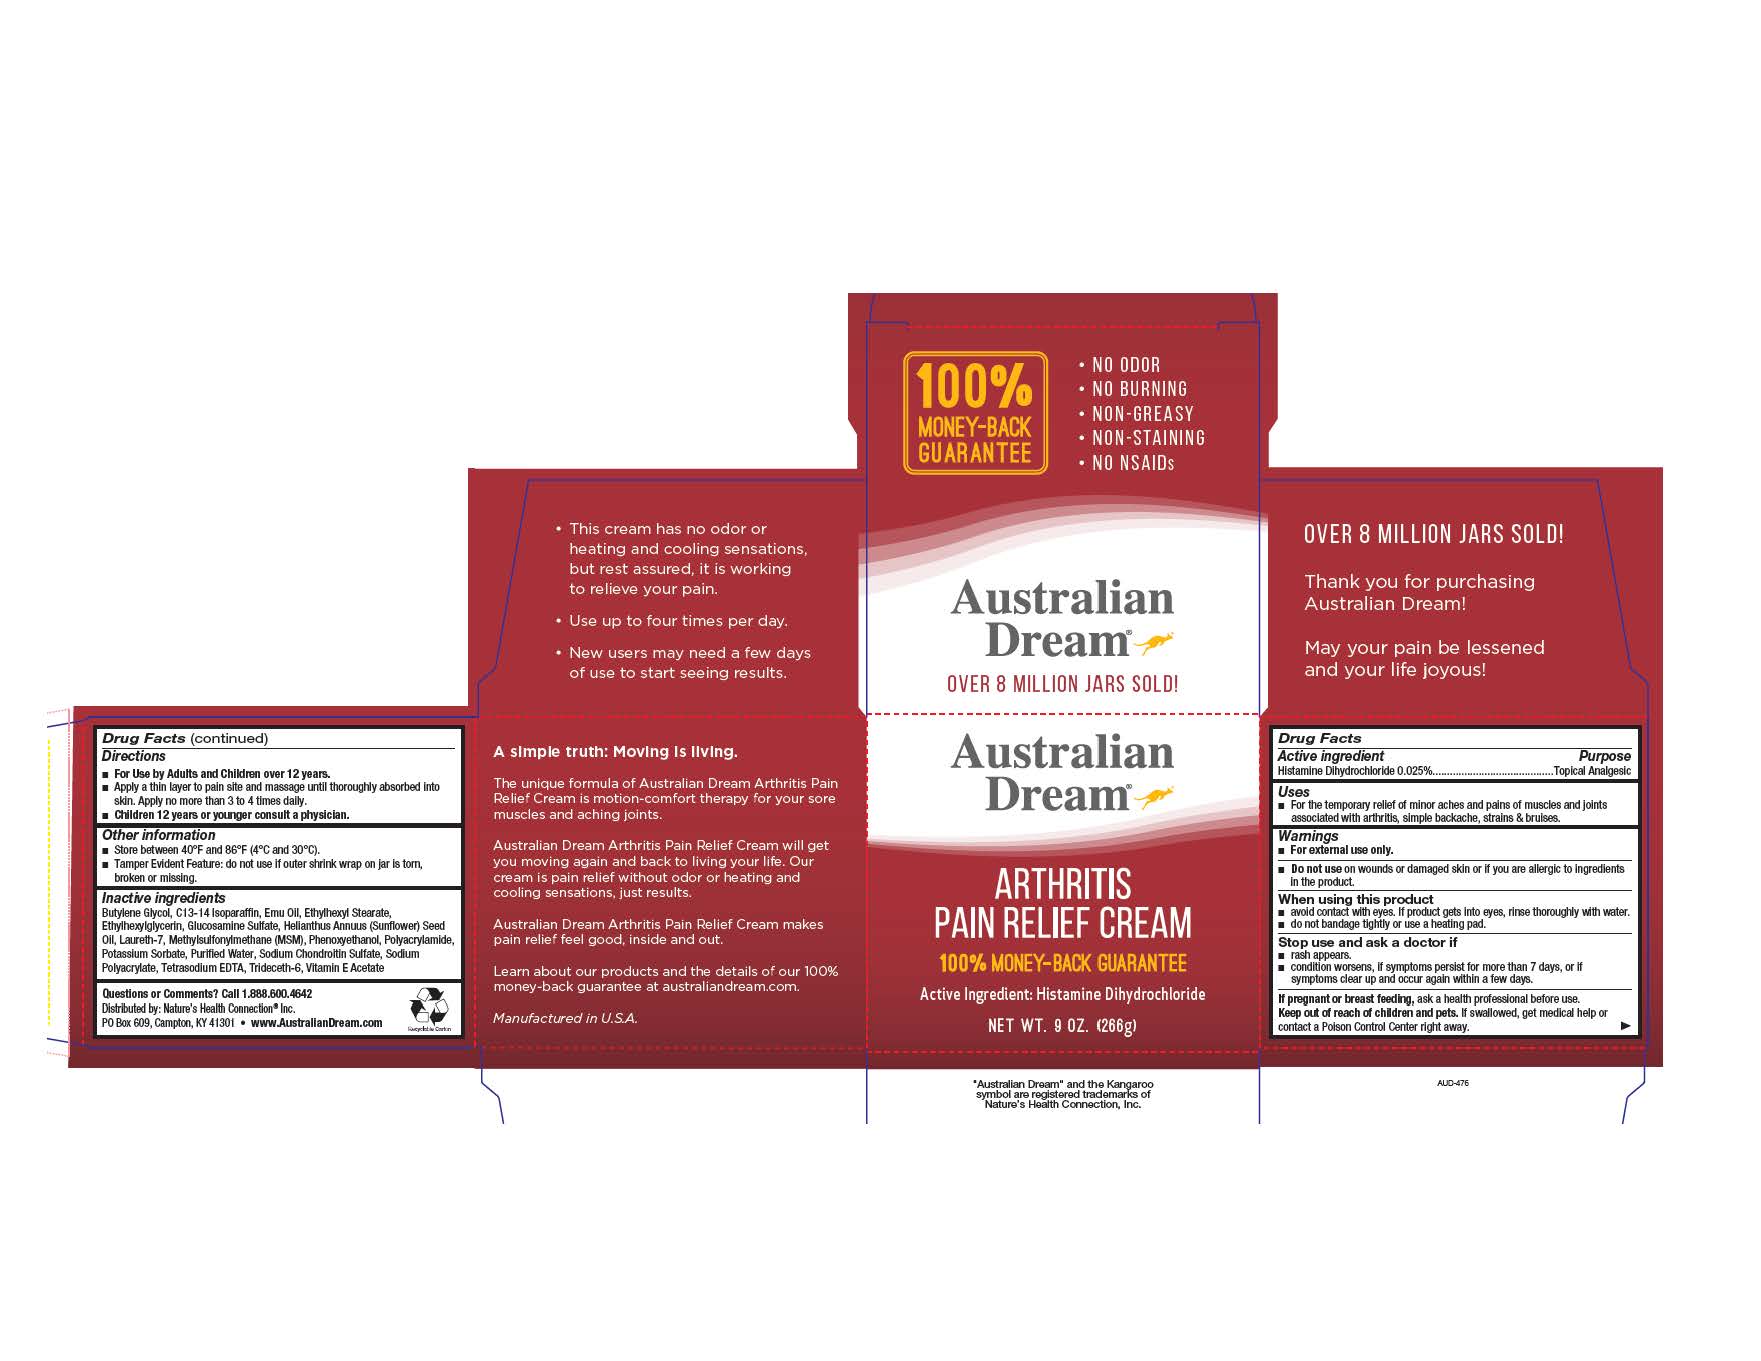 100%
MONEY-BACK
GUARANTEE
• NO ODOR
• NO BURNING
• NON-GREASY
• NON-STAINING
• NO NSAIDs
• This cream has no odor or
heating and cooling sensations,
but rest assured, it is working
to relieve your pain.
• Use up to four times per day.
• New users may need a few days
of use to start seeing results.
Australian
Dream®
OVER 8 MILLION JARS SOLD!
OVER 8 MILLION JARS SOLD!
Thank you for purchasing
Australian Dream!
May your pain be lessened
and your life joyous!
Drug Facts (continued)
Directions
■ For Use by Adults and Children over 12 years.
■ Apply a thin layer to pain site and massage until thoroughly absorbed into
skin. Apply no more than 3 to 4 times daily.
■ Children 12 years or younger consult a physician.
Other information
■ Store between 40°F and 86°F (4°C and 30°C).
■ Tamper Evident Feature: do not use if outer shrink wrap on jar is torn,
broken or missing.
Inactive ingredients
Butylene Glycol, C13-14 Isoparaffin, Emu Oil, Ethylhexyl Stearate,
Ethylhexylglycerin, Glucosamine Sulfate, Helianthus Annuus (Sunflower) Seed
Oil, Laureth-7, Methylsulfonylmethane (MSM), Phenoxyethanol, Polyacrylamide,
Potassium Sorbate, Purified Water, Sodium Chondroitin Sulfate, Sodium
Polyacrylate, Tetrasodium EDTA, Trideceth-6, Vitamin E Acetate
Questions or Comments? Call 1.888.600.4642
Distributed by: Nature's Health Connection® Inc.
PO Box 609, Campton, KY 41301 • www.AustralianDream.com
Recyclable Carton
A simple truth: Moving is living.
The unique formula of Australian Dream Arthritis Pain
Relief Cream is motion-comfort therapy for your sore
muscles and aching joints.
Australian Dream Arthritis Pain Relief Cream will get
you moving again and back to living your life. Our
cream is pain relief without odor or heating and
cooling sensations, just results.
Australian Dream Arthritis Pain Relief Cream makes
pain relief feel good, inside and out.
Learn about our products and the details of our 100%
money-back guarantee at australiandream.com.
Manufactured in U.S.A.
Australian
Dream®
ARTHRITIS
PAIN RELIEF CREAM
100% MONEY-BACK GUARANTEE
Active Ingredient: Histamine Dihydrochloride
NET WT. 9 OZ. (266g)
"Australian Dream" and the Kangaroo
symbol are registered trademarks of
Nature's Health Connection, Inc.
Drug Facts
Active ingredient Purpose
Histamine Dihydrochloride 0.025%..........................................Topical Analgesic
Uses
■ For the temporary relief of minor aches and pains of muscles and joints
associated with arthritis, simple backache, strains & bruises.
Warnings
■ For external use only.
■ Do not use on wounds or damaged skin or if you are allergic to ingredients
in the product.
When using this product
■ avoid contact with eyes. If product gets into eyes, rinse thoroughly with water.
■ do not bandage tightly or use a heating pad.
Stop use and ask a doctor if
■ rash appears.
■ condition worsens, if symptoms persist for more than 7 days, or if
symptoms clear up and occur again within a few days.
If pregnant or breast feeding, ask a health professional before use.
Keep out of reach of children and pets. If swallowed, get medical help or
contact a Poison Control Center right away.
AUD-476